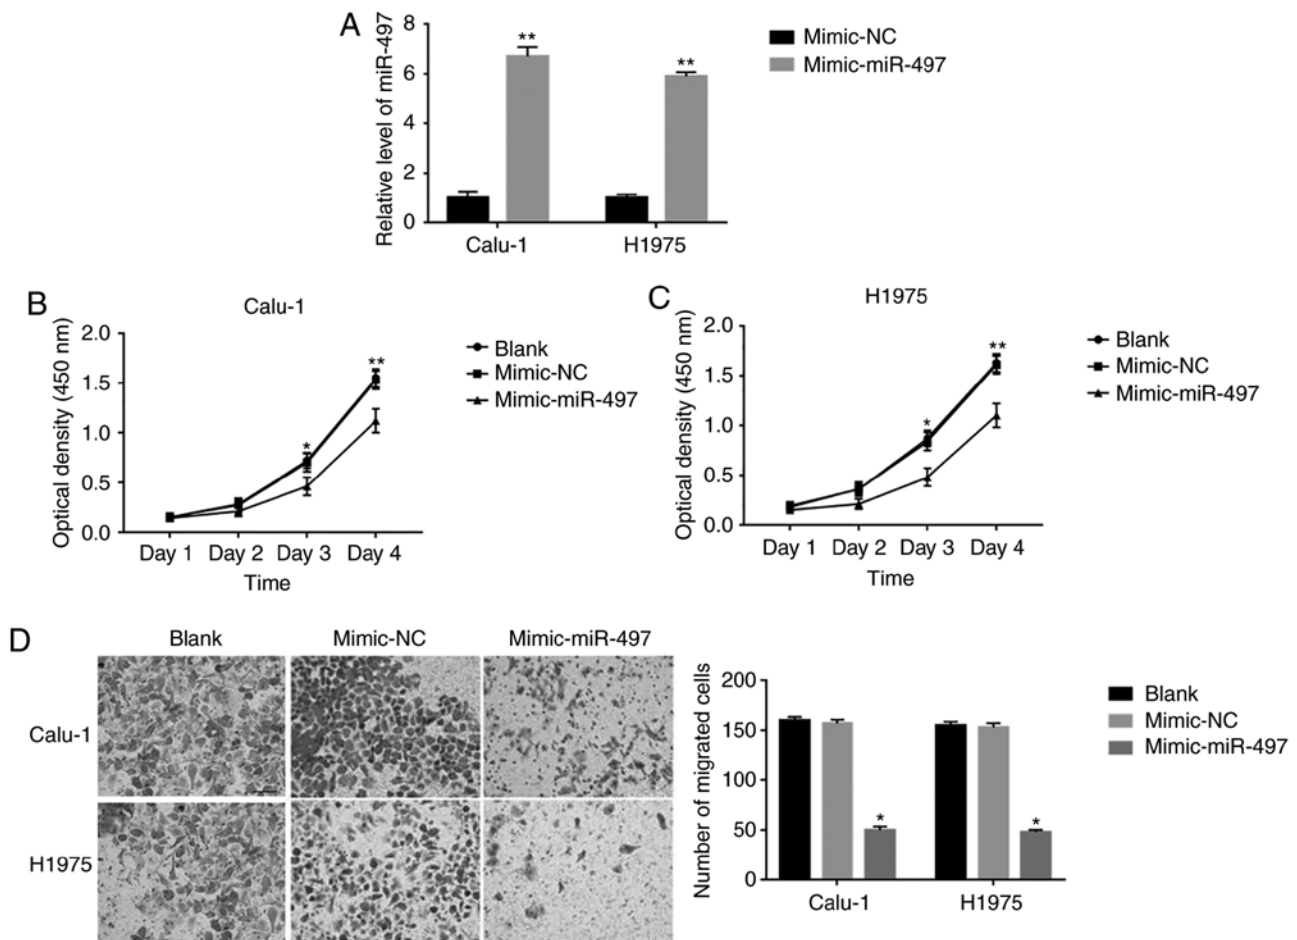 A
Relative level of miR-497
8
6
4
2
0
**
**
Calu-1
H1975
Mimic-NC
Mimic-miR-497
B
Calu-1
Optical density (450 nm)
2.0
1.5
1.0
0.5
0.0
*
**
Day 1 Day 2 Day 3 Day 4
Time
Blank
Mimic-NC
Mimic-miR-497
C
H1975
Optical density (450 nm)
2.0
1.5
1.0
0.5
0.0
*
**
Day 1 Day 2 Day 3 Day 4
Time
Blank
Mimic-NC
Mimic-miR-497
D
Blank
Mimic-NC
Mimic-miR-497
Calu-1
H1975
Number of migrated cells
200
150
100
50
0
*
*
Calu-1
H1975
Blank
Mimic-NC
Mimic-miR-497